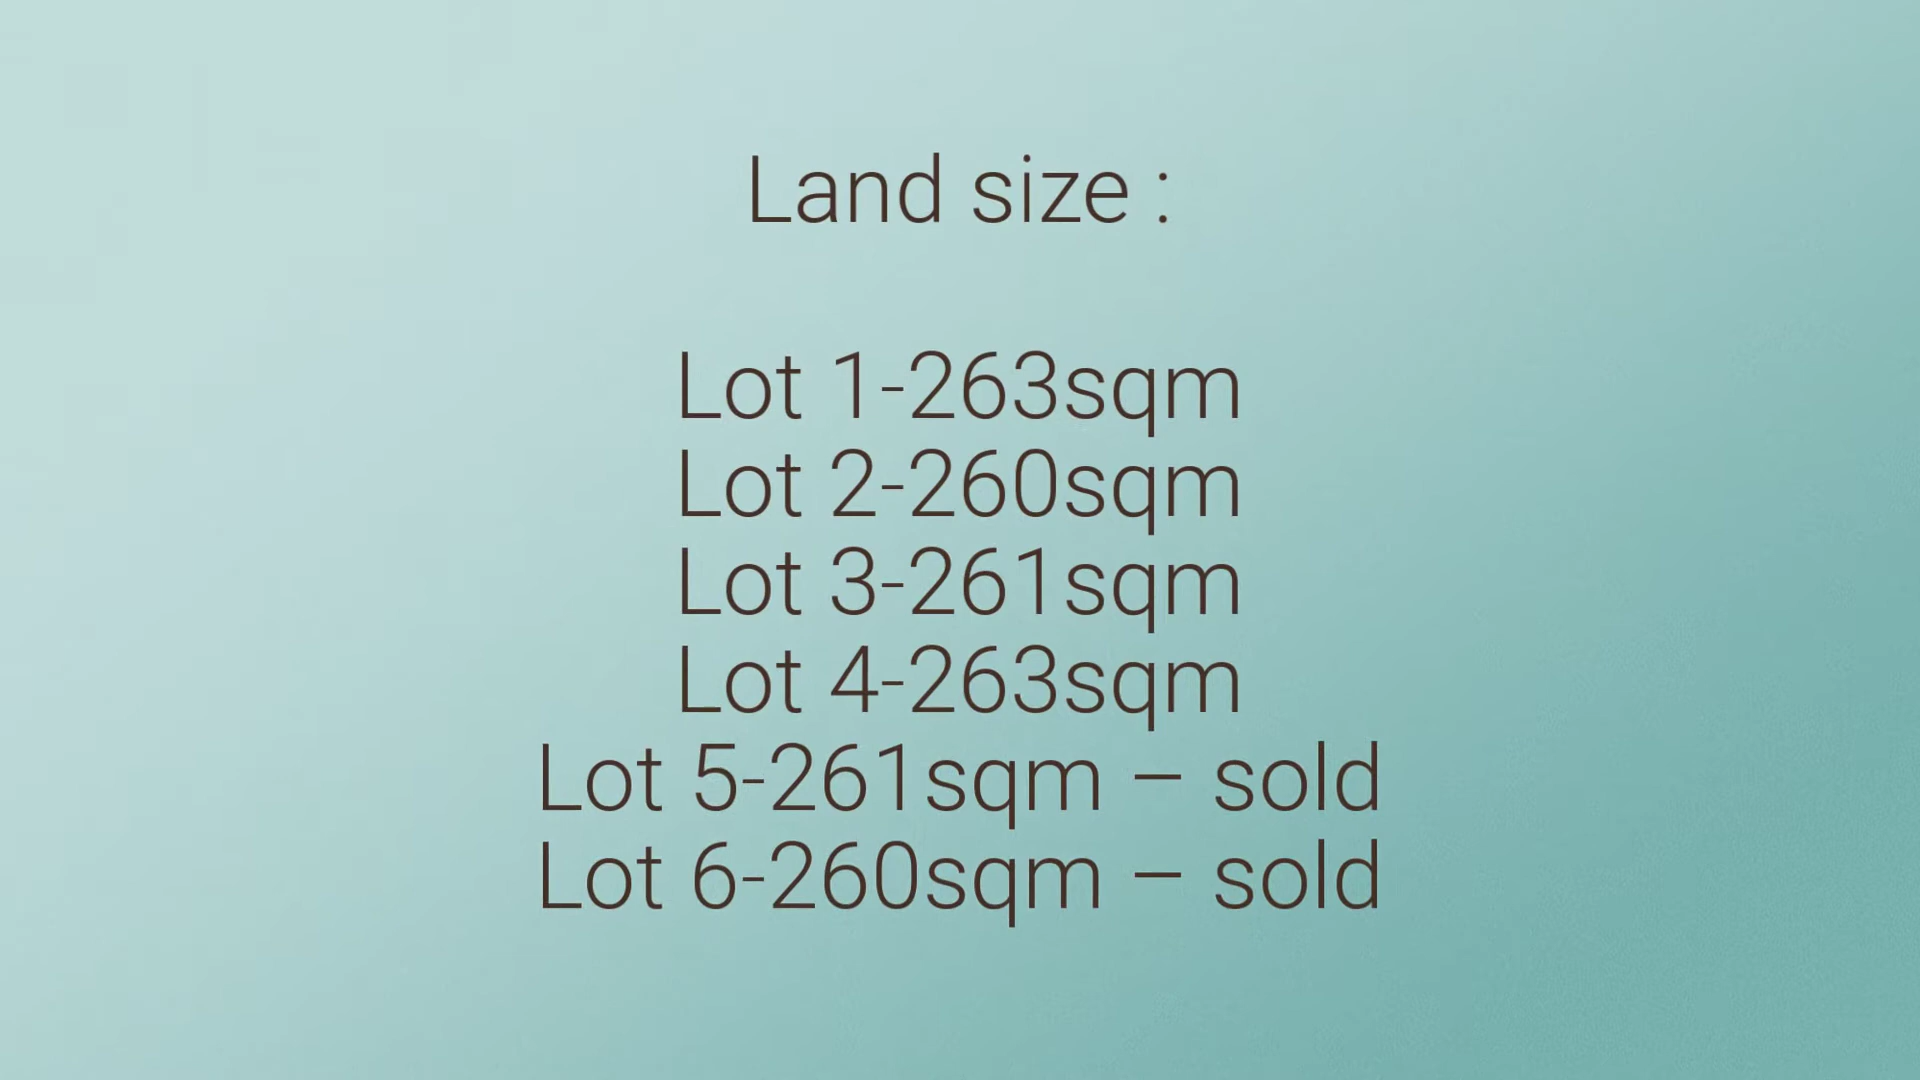 Land size :
Lot 1-263sqm
Lot 2-260sqm
Lot 3-261sqm
Lot 4-263sqm
Lot 5-261sqm – sold
Lot 6-260sqm – sold